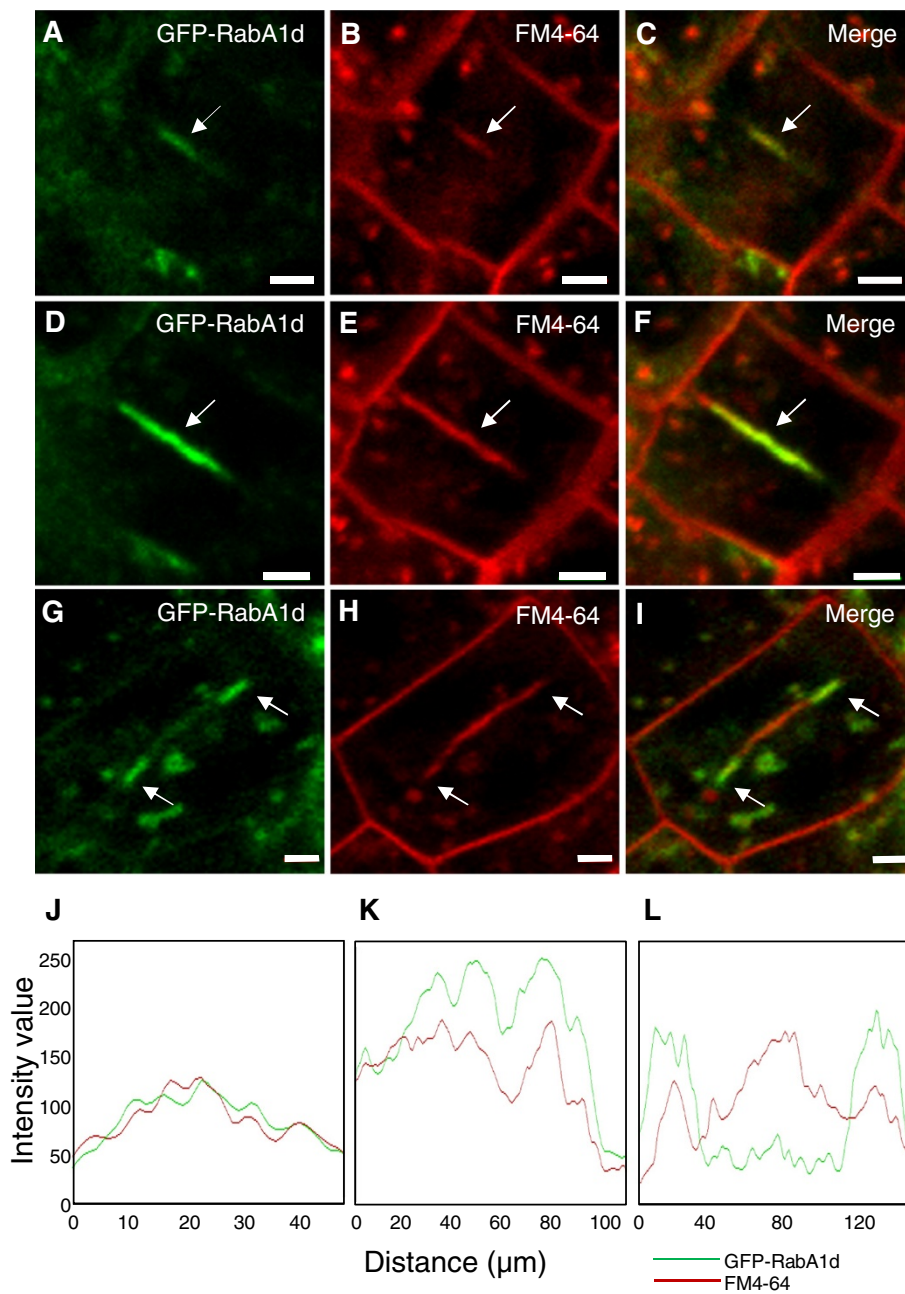 A GFP-RabA1d B FM4-64 C Merge
D GFP-RabA1d E FM4-64 F Merge
G GFP-RabA1d H FM4-64 I Merge
J K L
Intensity value
250
200
150
100
50
0
0 10 20 30 40
0 20 40 60 80 100
0 40 80 120
Distance (µm)
GFP-RabA1d
FM4-64